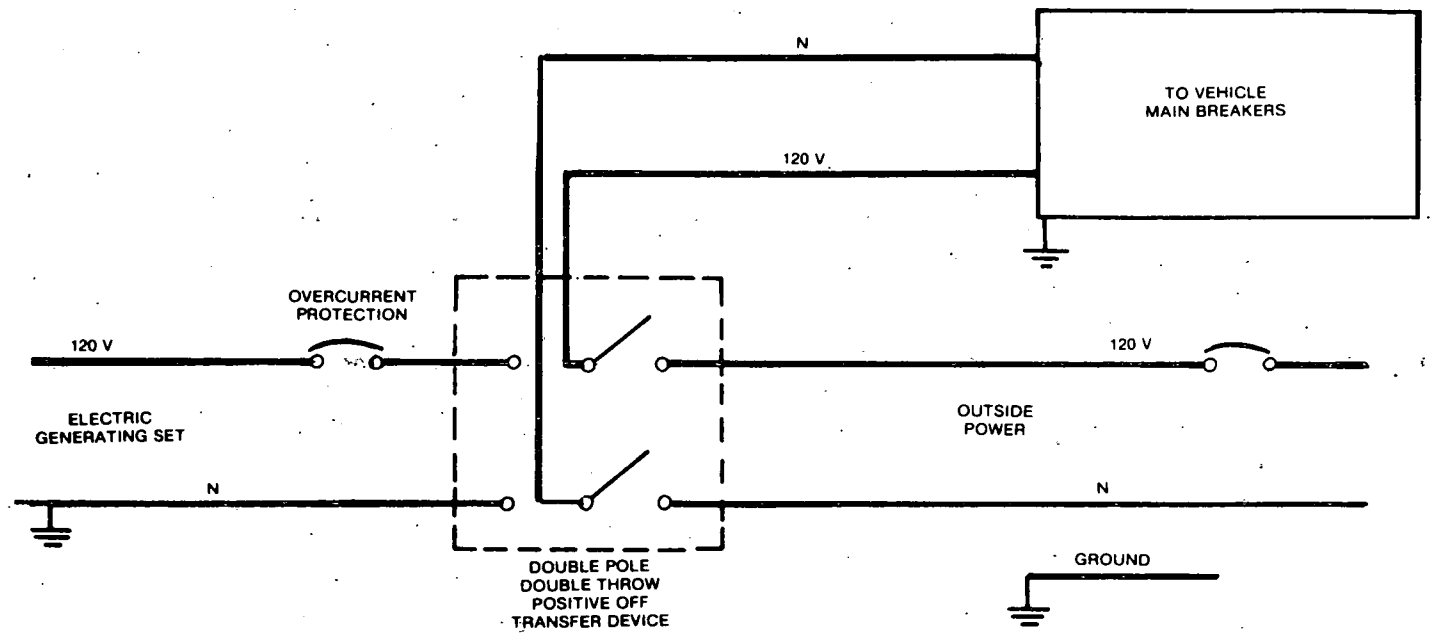 N
TO VEHICLE
MAIN BREAKERS
120 V
OVERCURRENT
PROTECTION
120 V
120 V
ELECTRIC
GENERATING SET
OUTSIDE
POWER
N
N
GROUND
DOUBLE POLE
DOUBLE THROW
POSITIVE OFF
TRANSFER DEVICE